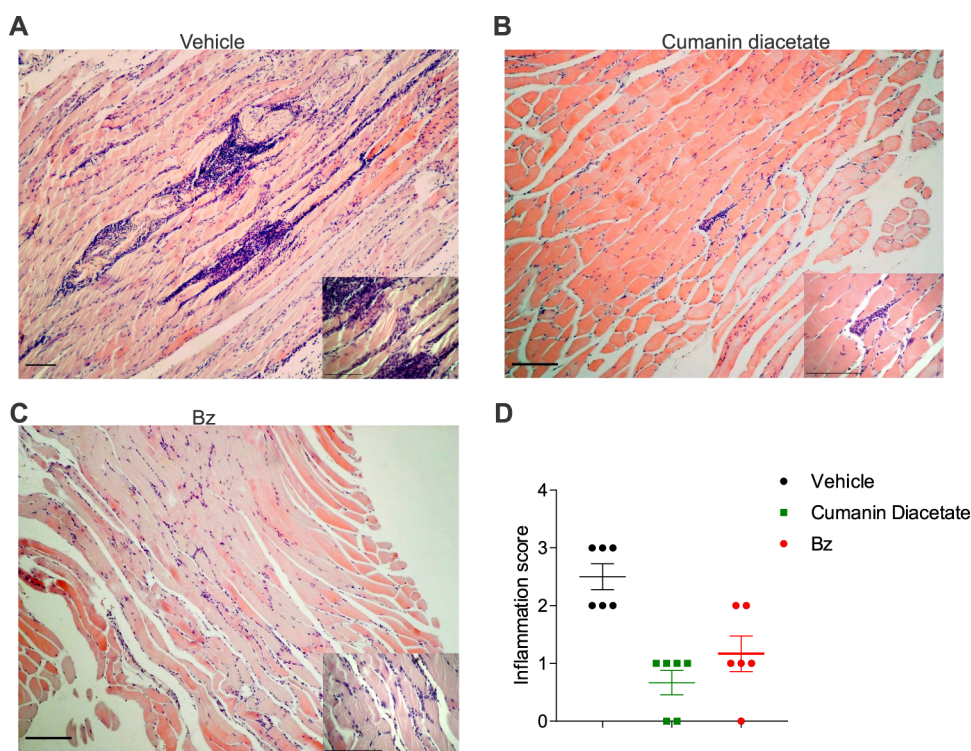 A
Vehicle
B
Cumanin diacetate
C
Bz
D
Inflammation score
4
3
2
1
0
Vehicle
Cumanin Diacetate
Bz